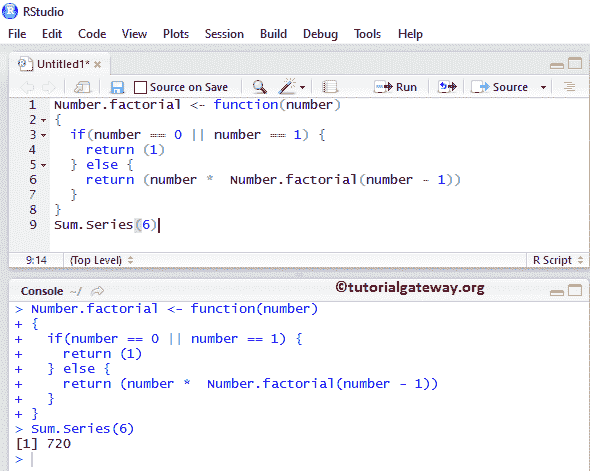 RStudio
File Edit Code View Plots Session Build Debug Tools Help
Untitled1*
Source on Save Run Source
1 Number.factorial <- function(number)
2 {
3   if(number == 0 || number == 1) {
4     return (1)
5   } else {
6     return (number *  Number.factorial(number - 1))
7   }
8 }
9 Sum.Series(6)
9:14 (Top Level) R Script
Console ~/
©tutorialgateway.org
> Number.factorial <- function(number)
+ {
+   if(number == 0 || number == 1) {
+     return (1)
+   } else {
+     return (number *  Number.factorial(number - 1))
+   }
+ }
> Sum.Series(6)
[1] 720
>